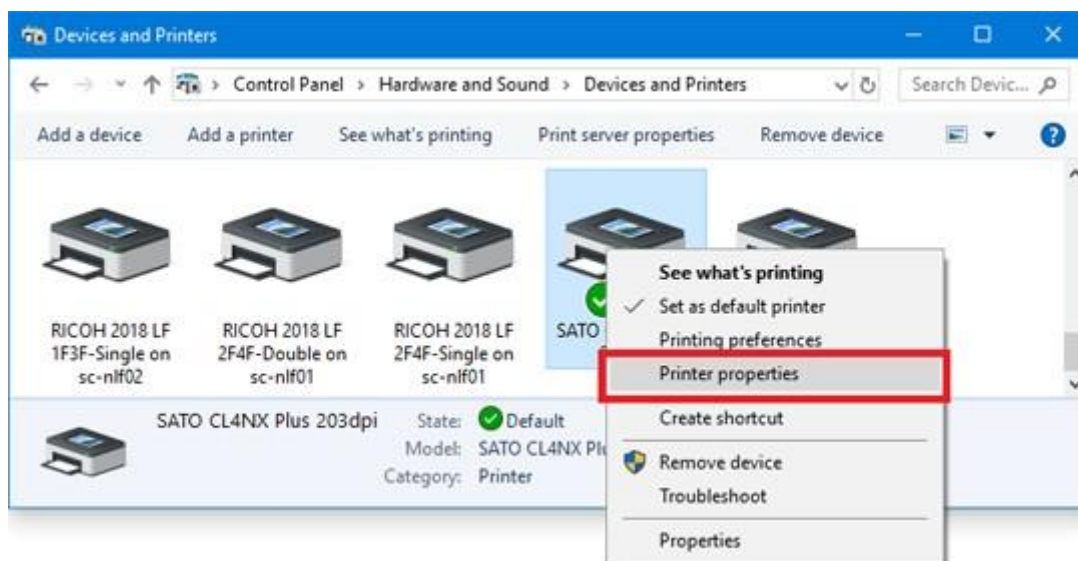 Devices and Printers
Control Panel > Hardware and Sound > Devices and Printers
Search Devic...
Add a device Add a printer See what's printing Print server properties Remove device
RICOH 2018 LF
1F3F-Single on
sc-nlf02
RICOH 2018 LF
2F4F-Double on
sc-nlf01
RICOH 2018 LF
2F4F-Single on
sc-nlf01
SATO
See what's printing
Set as default printer
Printing preferences
Printer properties
Create shortcut
Remove device
Troubleshoot
Properties
SATO CL4NX Plus 203dpi
State: Default
Model: SATO CL4NX Plu
Category: Printer